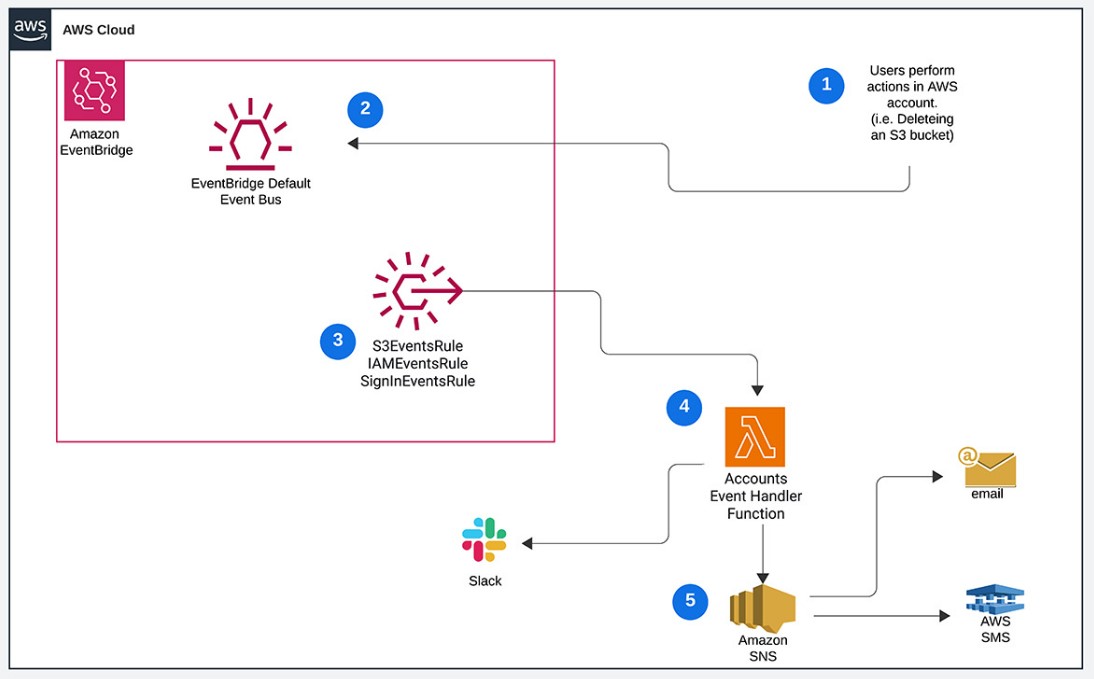 aws
AWS Cloud
Amazon
EventBridge
EventBridge Default
Event Bus
2
1
Users perform
actions in AWS
account.
(i.e. Deleteing
an S3 bucket)
3
S3EventsRule
IAMEventsRule
SignInEventsRule
4
Accounts
Event Handler
Function
Slack
5
Amazon
SNS
@
email
AWS
SMS